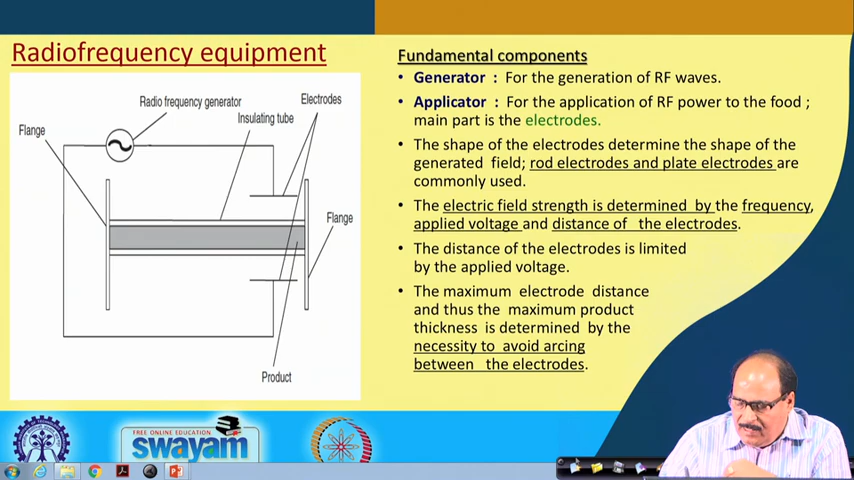 Radiofrequency equipment
Radio frequency generator
Electrodes
Insulating tube
Flange
Flange
Product
Fundamental components
• Generator : For the generation of RF waves.
• Applicator : For the application of RF power to the food ;
main part is the electrodes.
• The shape of the electrodes determine the shape of the
generated field; rod electrodes and plate electrodes are
commonly used.
• The electric field strength is determined by the frequency,
applied voltage and distance of the electrodes.
• The distance of the electrodes is limited
by the applied voltage.
• The maximum electrode distance
and thus the maximum product
thickness is determined by the
necessity to avoid arcing
between the electrodes.
FREE ONLINE EDUCATION
swayam